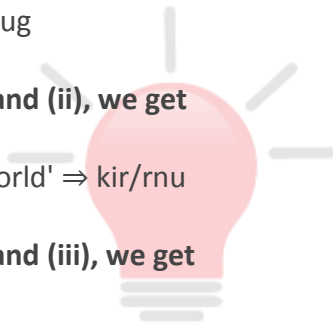 ug
and (ii), we get
orld' ⇒ kir/rnu
and (iii), we get